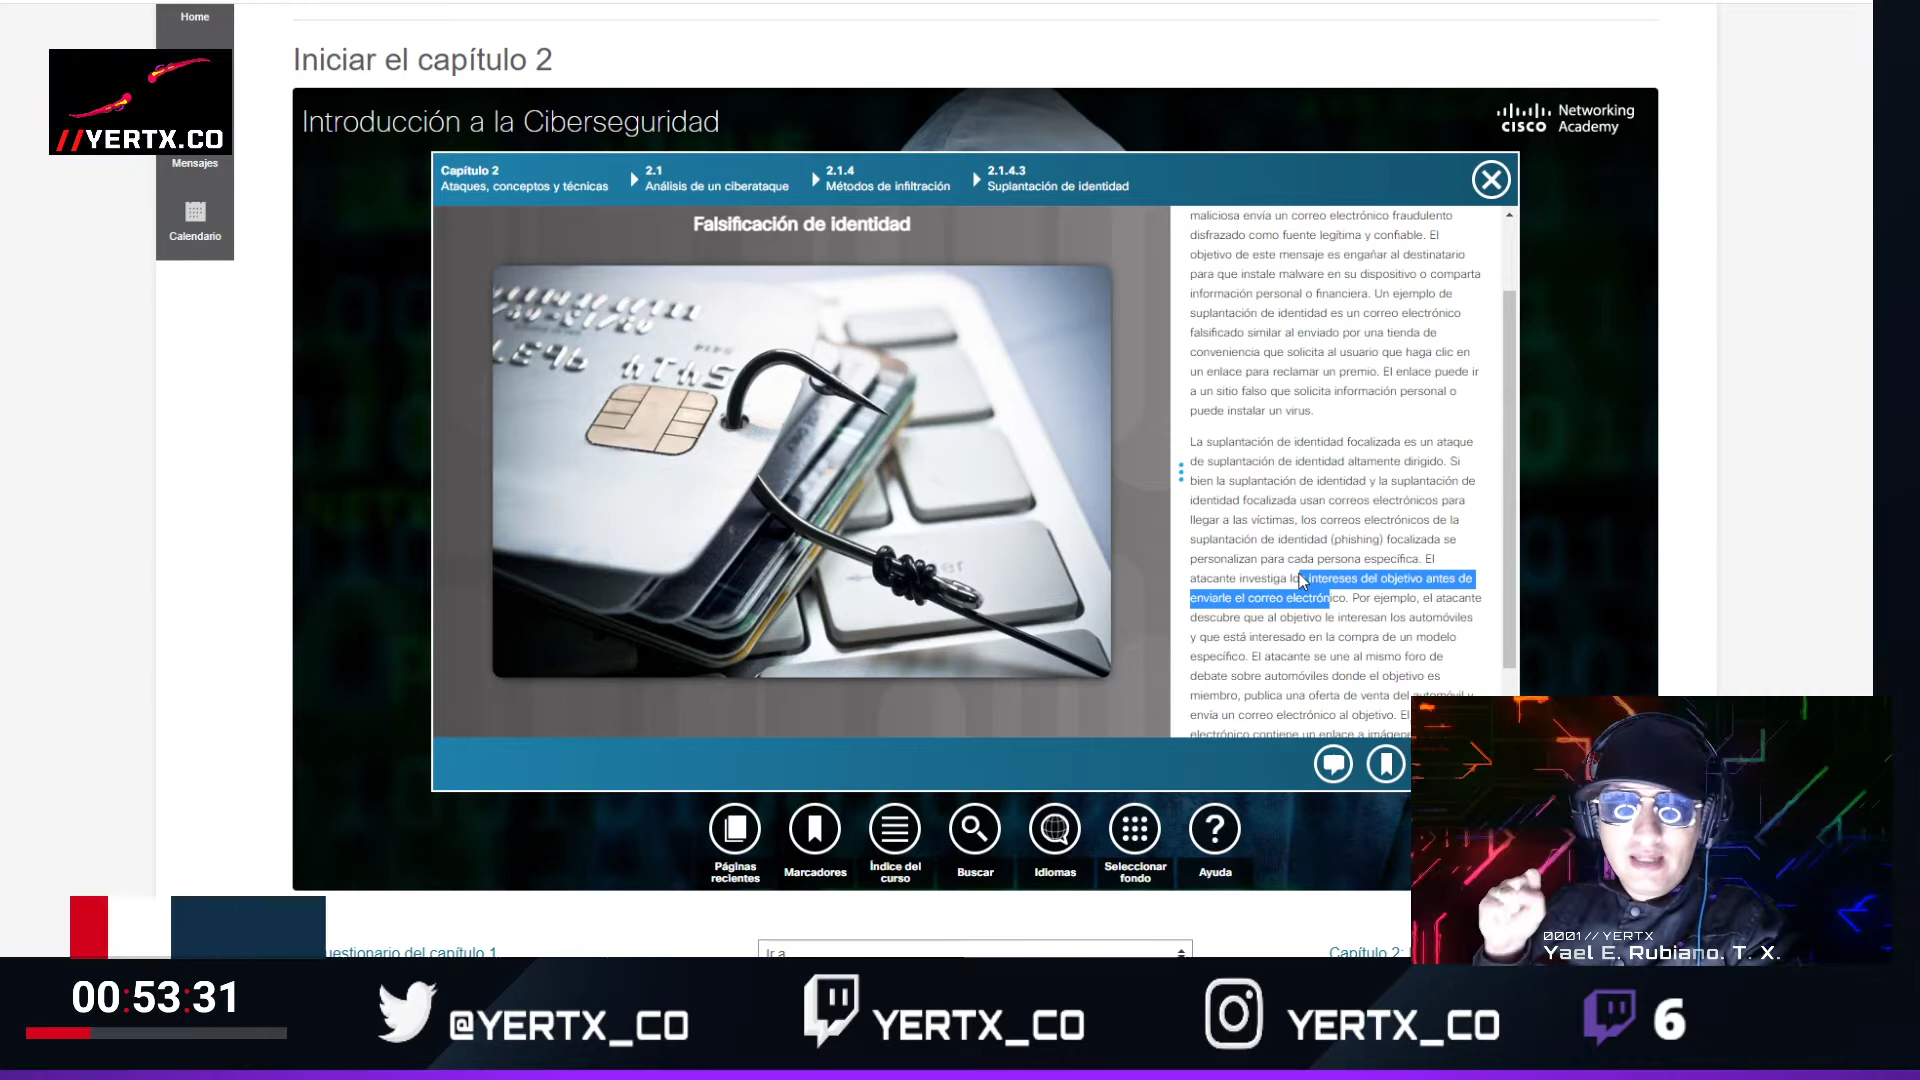 Home
Iniciar el capítulo 2
//YERTX.CO
Mensajes
Calendario
Introducción a la Ciberseguridad
CISCO Networking
Academy
Capítulo 2
Ataques, conceptos y técnicas
2.1
Análisis de un ciberataque
2.1.4
Métodos de infiltración
2.1.4.3
Suplantación de identidad
Falsificación de identidad
maliciosa envía un correo electrónico fraudulento
disfrazado como fuente legítima y confiable. El
objetivo de este mensaje es engañar al destinatario
para que instale malware en su dispositivo o comparta
información personal o financiera. Un ejemplo de
suplantación de identidad es un correo electrónico
falsificado similar al enviado por una tienda de
conveniencia que solicita al usuario que haga clic en
un enlace para reclamar un premio. El enlace puede ir
a un sitio falso que solicita información personal o
puede instalar un virus.
La suplantación de identidad focalizada es un ataque
de suplantación de identidad altamente dirigido. Si
bien la suplantación de identidad y la suplantación de
identidad focalizada usan correos electrónicos para
llegar a las víctimas, los correos electrónicos de la
suplantación de identidad (phishing) focalizada se
personalizan para cada persona específica. El
atacante investiga los intereses del objetivo antes de
enviarle el correo electrónico. Por ejemplo, el atacante
descubre que al objetivo le interesan los automóviles
y que está interesado en la compra de un modelo
específico. El atacante se une al mismo foro de
debate sobre automóviles donde el objetivo es
miembro, publica una oferta de venta del automóvil y
envía un correo electrónico al objetivo. El
electrónico contiene un enlace a imágene
Páginas
recientes
Marcadores
Índice del
curso
Buscar
Idiomas
Seleccionar
fondo
Ayuda
uestionario del capítulo 1
Ir a
Capítulo 2:
0001 // YERTX
Yael E. Rubiano. T. X.
00:53:31
@YERTX_CO
YERTX_CO
YERTX_CO
6